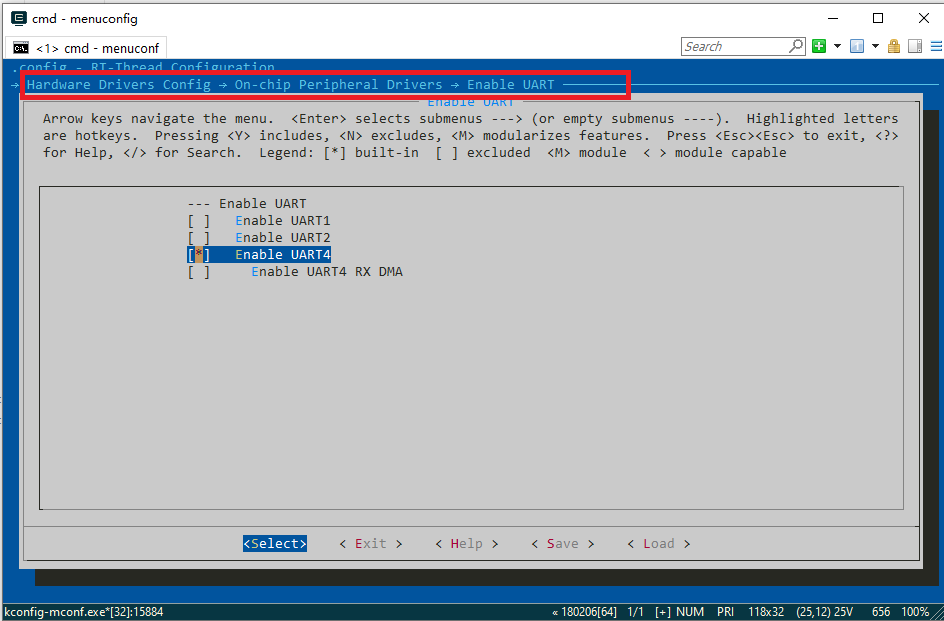 cmd - menuconfig
<1> cmd - menuconf
Search
.config - RT-Thread Configuration
→ Hardware Drivers Config → On-chip Peripheral Drivers → Enable UART
Enable UART
Arrow keys navigate the menu.  <Enter> selects submenus ---> (or empty submenus ----).  Highlighted letters
are hotkeys.  Pressing <Y> includes, <N> excludes, <M> modularizes features.  Press <Esc><Esc> to exit, <?>
for Help, </> for Search.  Legend: [*] built-in  [ ] excluded  <M> module  < > module capable
--- Enable UART
[ ]   Enable UART1
[ ]   Enable UART2
[*]   Enable UART4
[ ]     Enable UART4 RX DMA
<Select>    < Exit >    < Help >    < Save >    < Load >
kconfig-mconf.exe*[32]:15884    « 180206[64]  1/1  [+] NUM  PRI  118x32  (25,12) 25V  656  100%